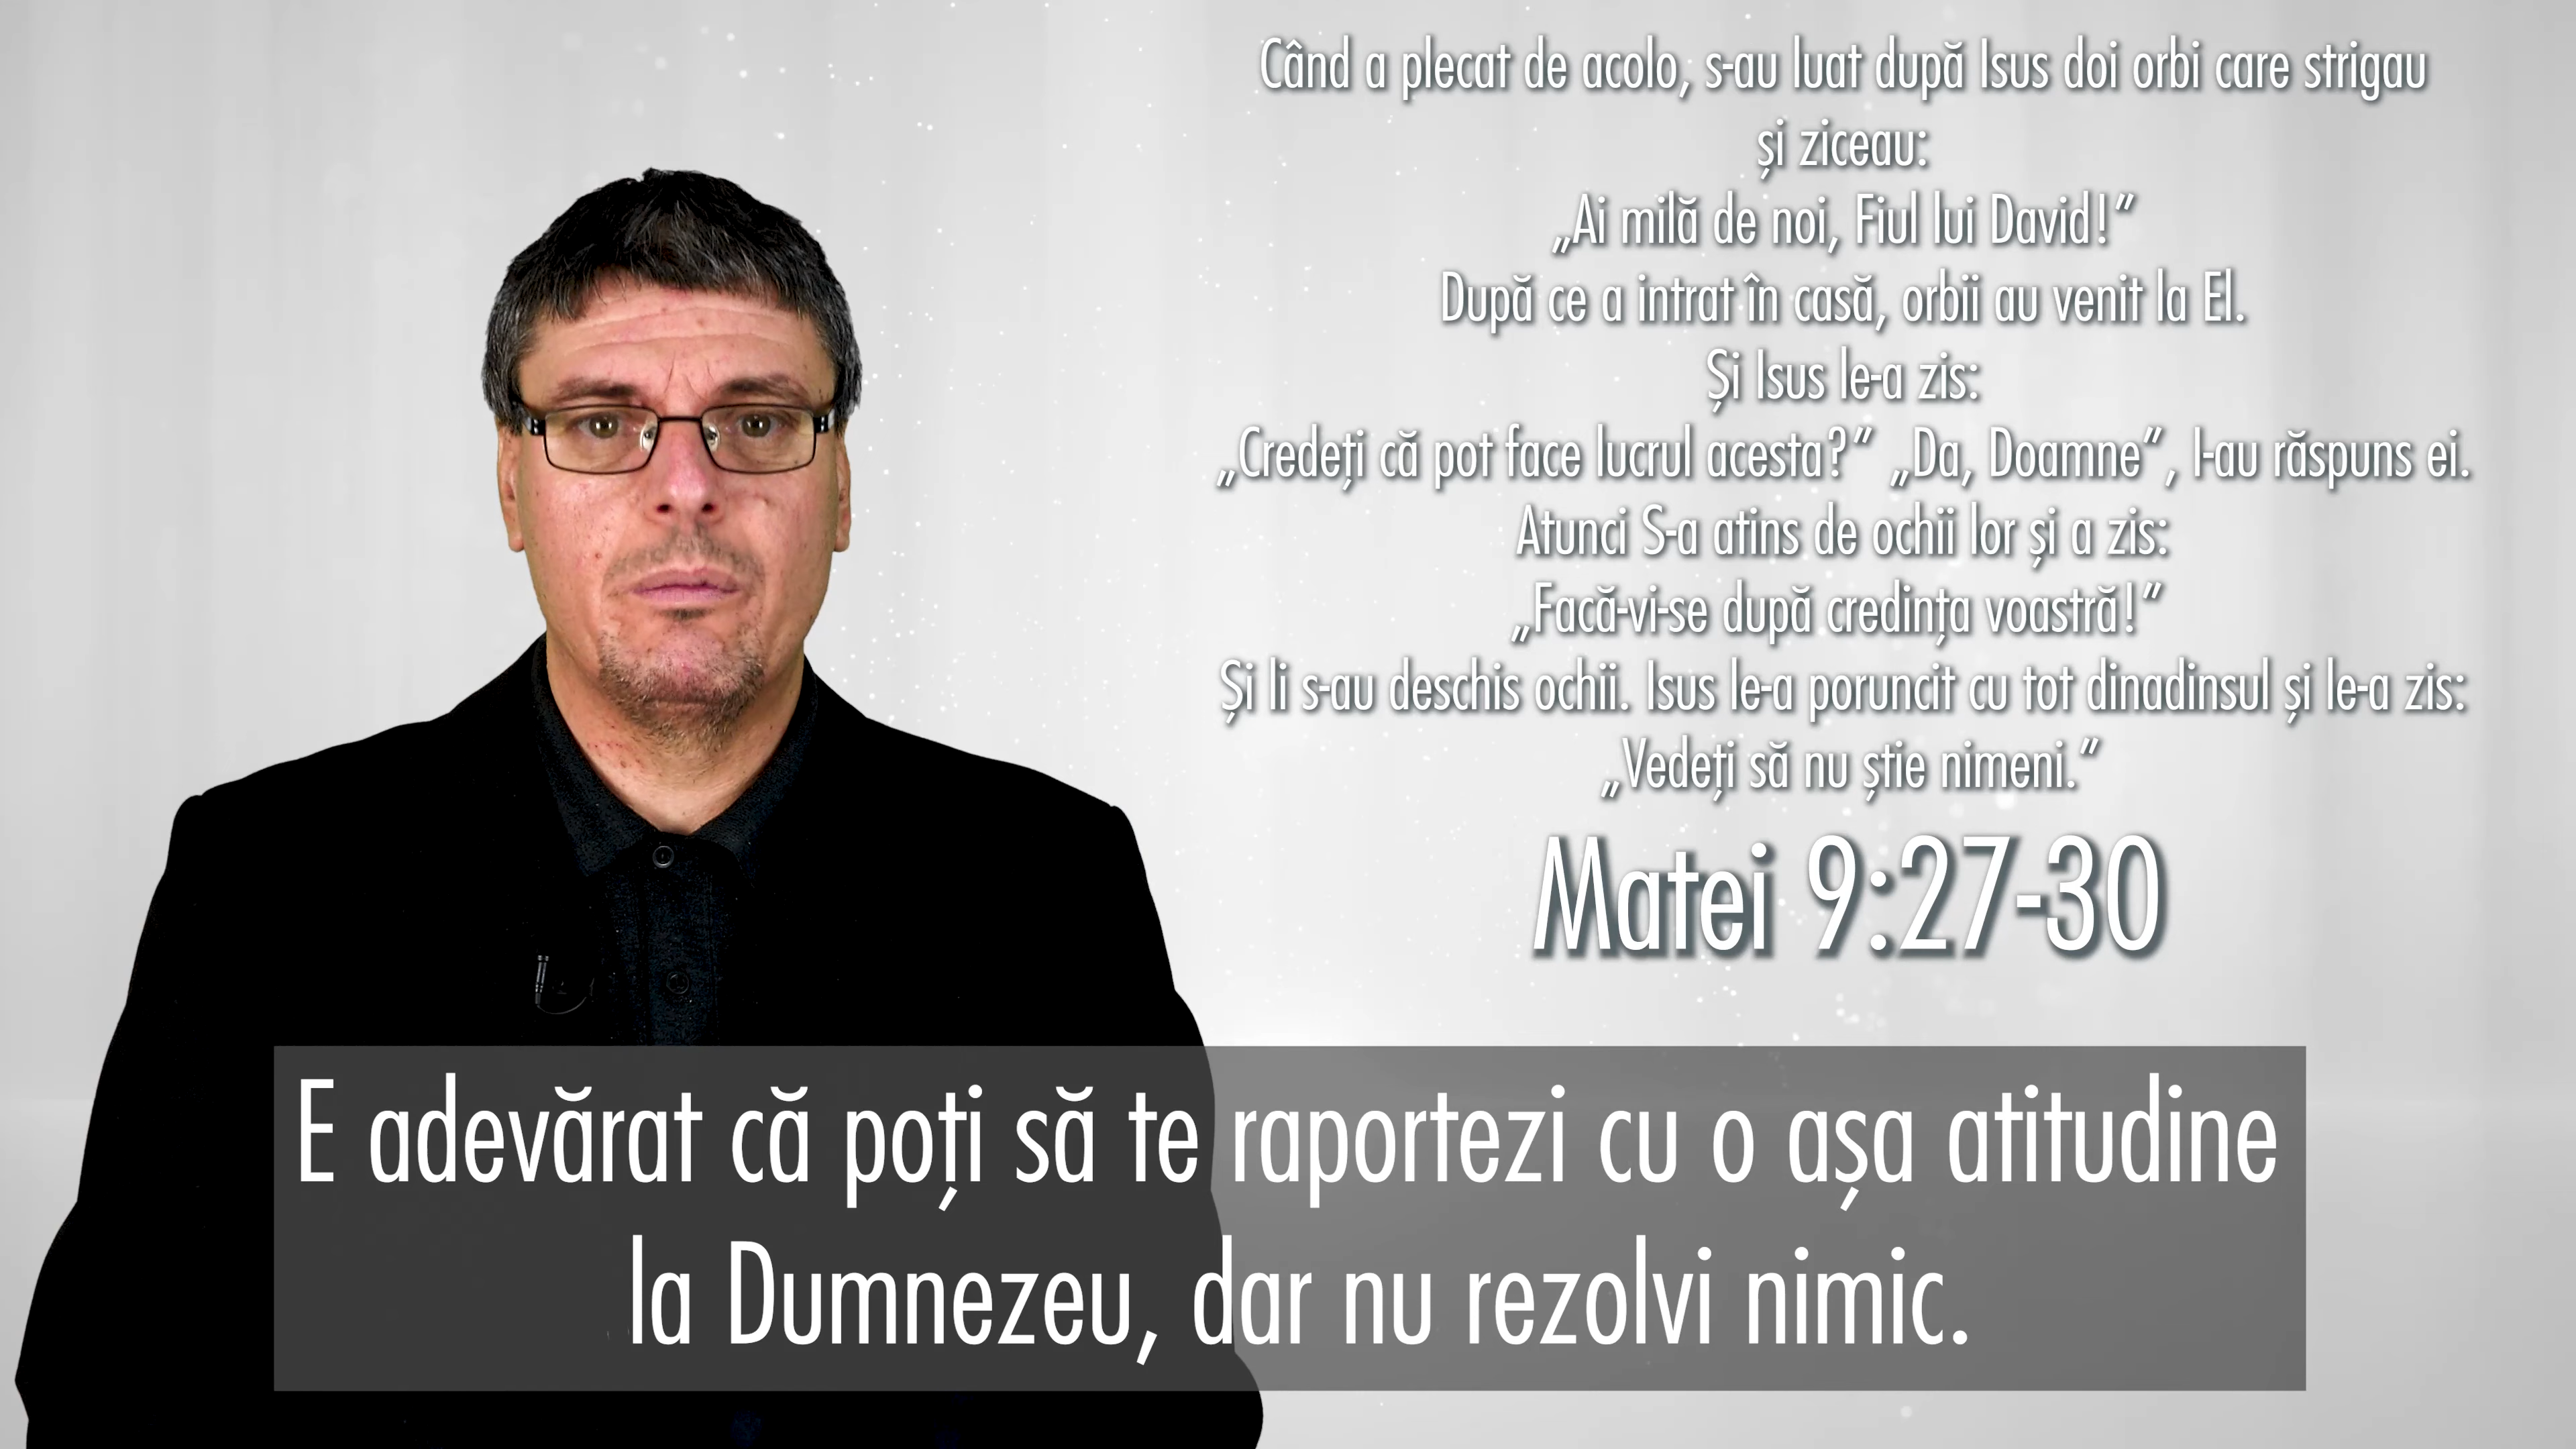 Când a plecat de acolo, s-au luat după Isus doi orbi care strigau
și ziceau:
„Ai milă de noi, Fiul lui David!”
După ce a intrat în casă, orbii au venit la El.
Și Isus le-a zis:
„Credeți că pot face lucrul acesta?” „Da, Doamne”, I-au răspuns ei.
Atunci S-a atins de ochii lor și a zis:
„Facă-vi-se după credința voastră!”
Și li s-au deschis ochii. Isus le-a poruncit cu tot dinadinsul și le-a zis:
„Vedeți să nu știe nimeni.”
Matei 9:27-30
E adevărat că poți să te raportezi cu o așa atitudine
la Dumnezeu, dar nu rezolvi nimic.